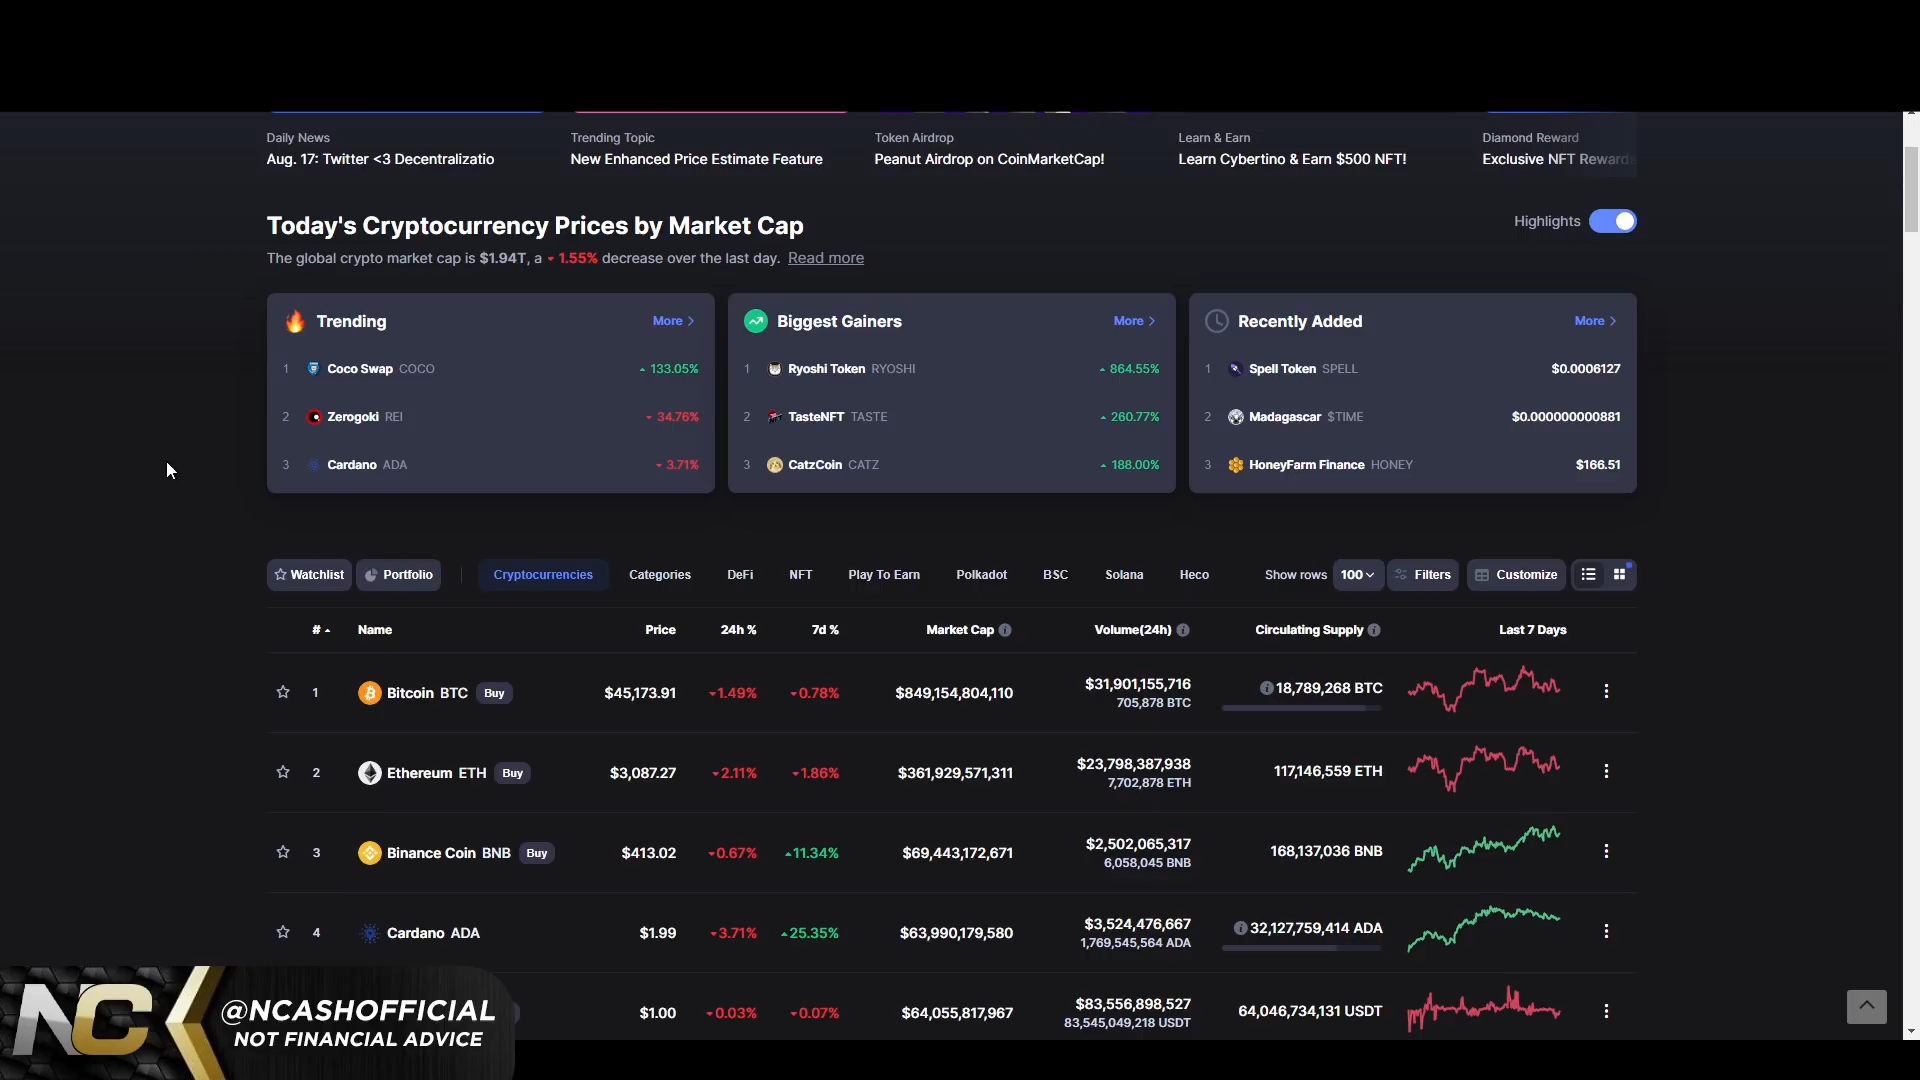 Daily News
Aug. 17: Twitter <3 Decentralizatio
Trending Topic
New Enhanced Price Estimate Feature
Token Airdrop
Peanut Airdrop on CoinMarketCap!
Learn & Earn
Learn Cybertino & Earn $500 NFT!
Diamond Reward
Exclusive NFT Reward
Today's Cryptocurrency Prices by Market Cap
Highlights
The global crypto market cap is $1.94T, a 1.55% decrease over the last day. Read more
Trending
More
1 Coco Swap COCO 133.05%
2 Zerogoki REI 34.76%
3 Cardano ADA 3.71%
Biggest Gainers
More
1 Ryoshi Token RYOSHI 864.55%
2 TasteNFT TASTE 260.77%
3 CatzCoin CATZ 188.00%
Recently Added
More
1 Spell Token SPELL $0.0006127
2 Madagascar $TIME $0.000000000881
3 HoneyFarm Finance HONEY $166.51
Watchlist Portfolio Cryptocurrencies Categories DeFi NFT Play To Earn Polkadot BSC Solana Heco Show rows 100 Filters Customize
# Name Price 24h % 7d % Market Cap Volume(24h) Circulating Supply Last 7 Days
1 Bitcoin BTC Buy $45,173.91 1.49% 0.78% $849,154,804,110 $31,901,155,716 18,789,268 BTC
705,878 BTC
2 Ethereum ETH Buy $3,087.27 2.11% 1.86% $361,929,571,311 $23,798,387,938 117,146,559 ETH
7,702,878 ETH
3 Binance Coin BNB Buy $413.02 0.67% 11.34% $69,443,172,671 $2,502,065,317 168,137,036 BNB
6,058,045 BNB
4 Cardano ADA $1.99 3.71% 25.35% $63,990,179,580 $3,524,476,667 32,127,759,414 ADA
1,769,545,564 ADA
$1.00 0.03% 0.07% $64,055,817,967 $83,556,898,527 64,046,734,131 USDT
83,545,049,218 USDT
NC
@NCASHOFFICIAL
NOT FINANCIAL ADVICE